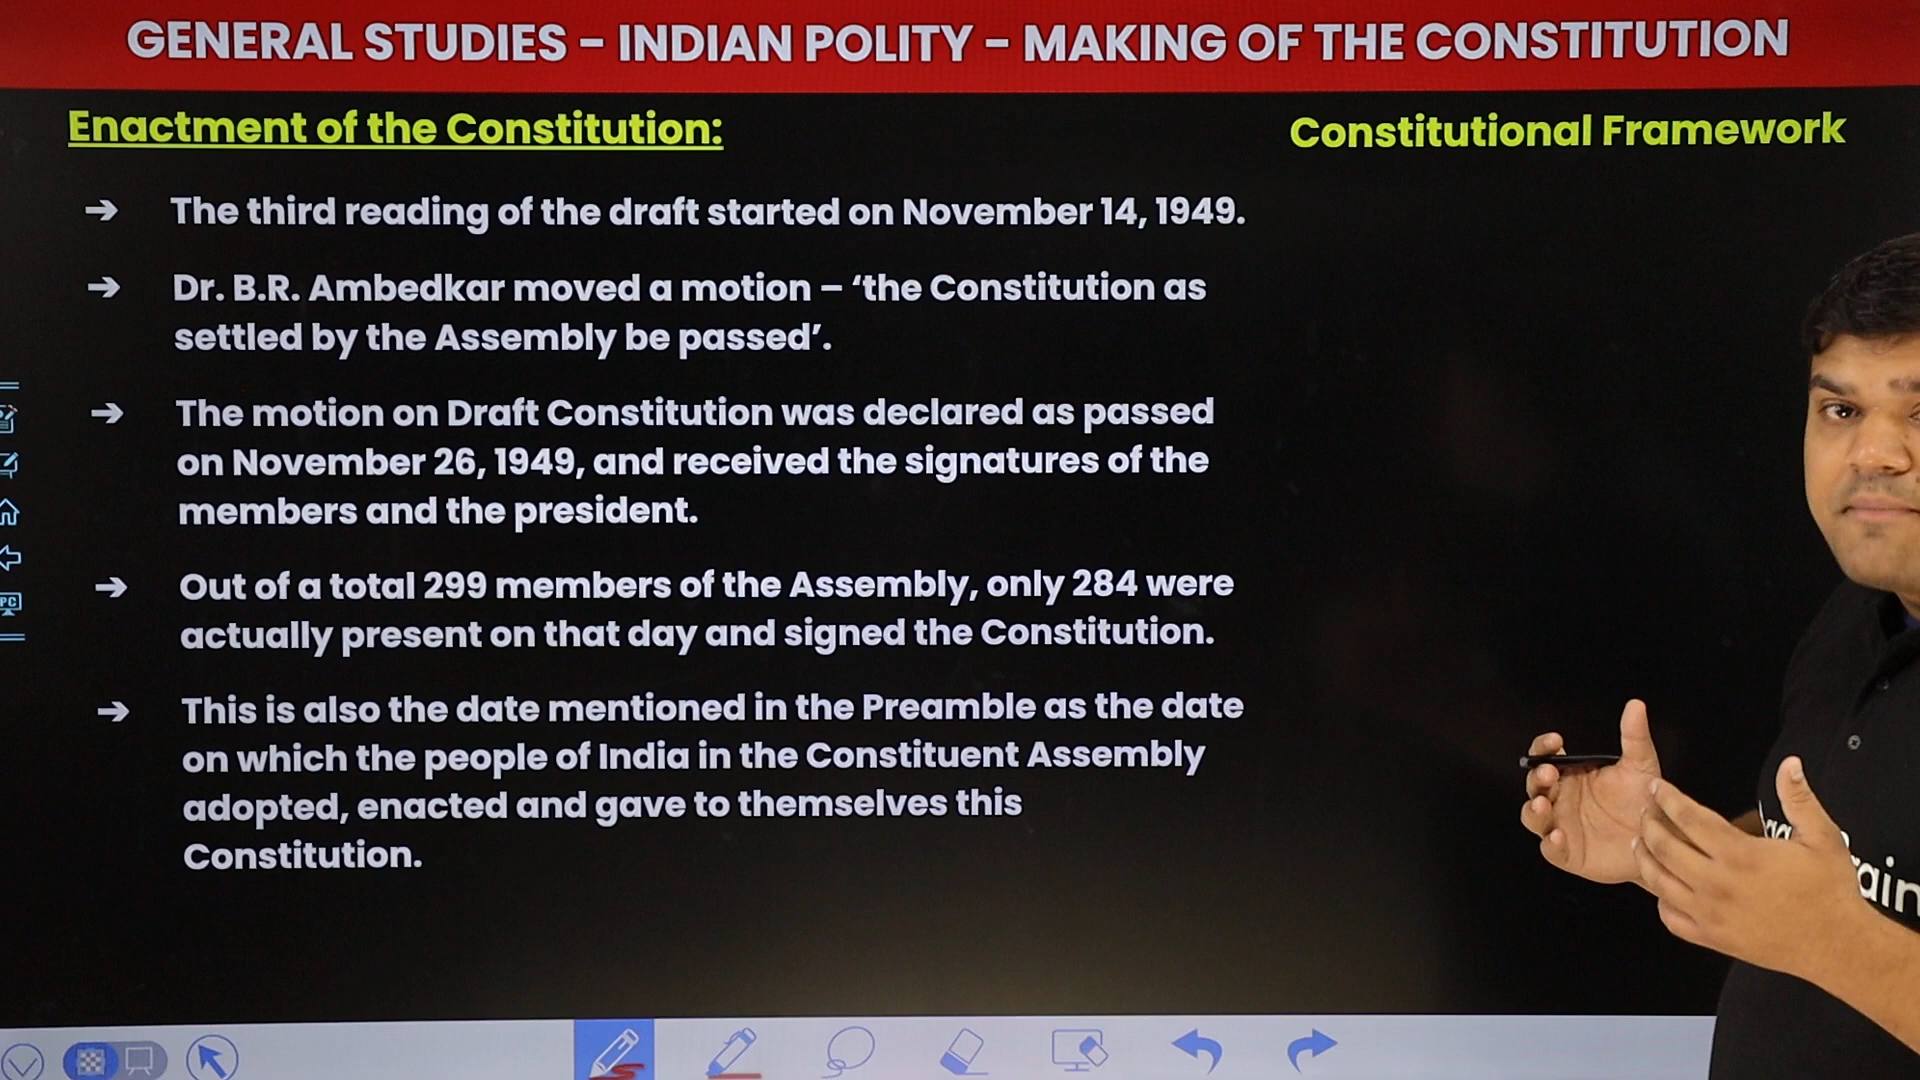 GENERAL STUDIES – INDIAN POLITY – MAKING OF THE CONSTITUTION
Enactment of the Constitution:
Constitutional Framework
➔ The third reading of the draft started on November 14, 1949.
➔ Dr. B.R. Ambedkar moved a motion – ‘the Constitution as
settled by the Assembly be passed’.
➔ The motion on Draft Constitution was declared as passed
on November 26, 1949, and received the signatures of the
members and the president.
➔ Out of a total 299 members of the Assembly, only 284 were
actually present on that day and signed the Constitution.
➔ This is also the date mentioned in the Preamble as the date
on which the people of India in the Constituent Assembly
adopted, enacted and gave to themselves this
Constitution.
PC